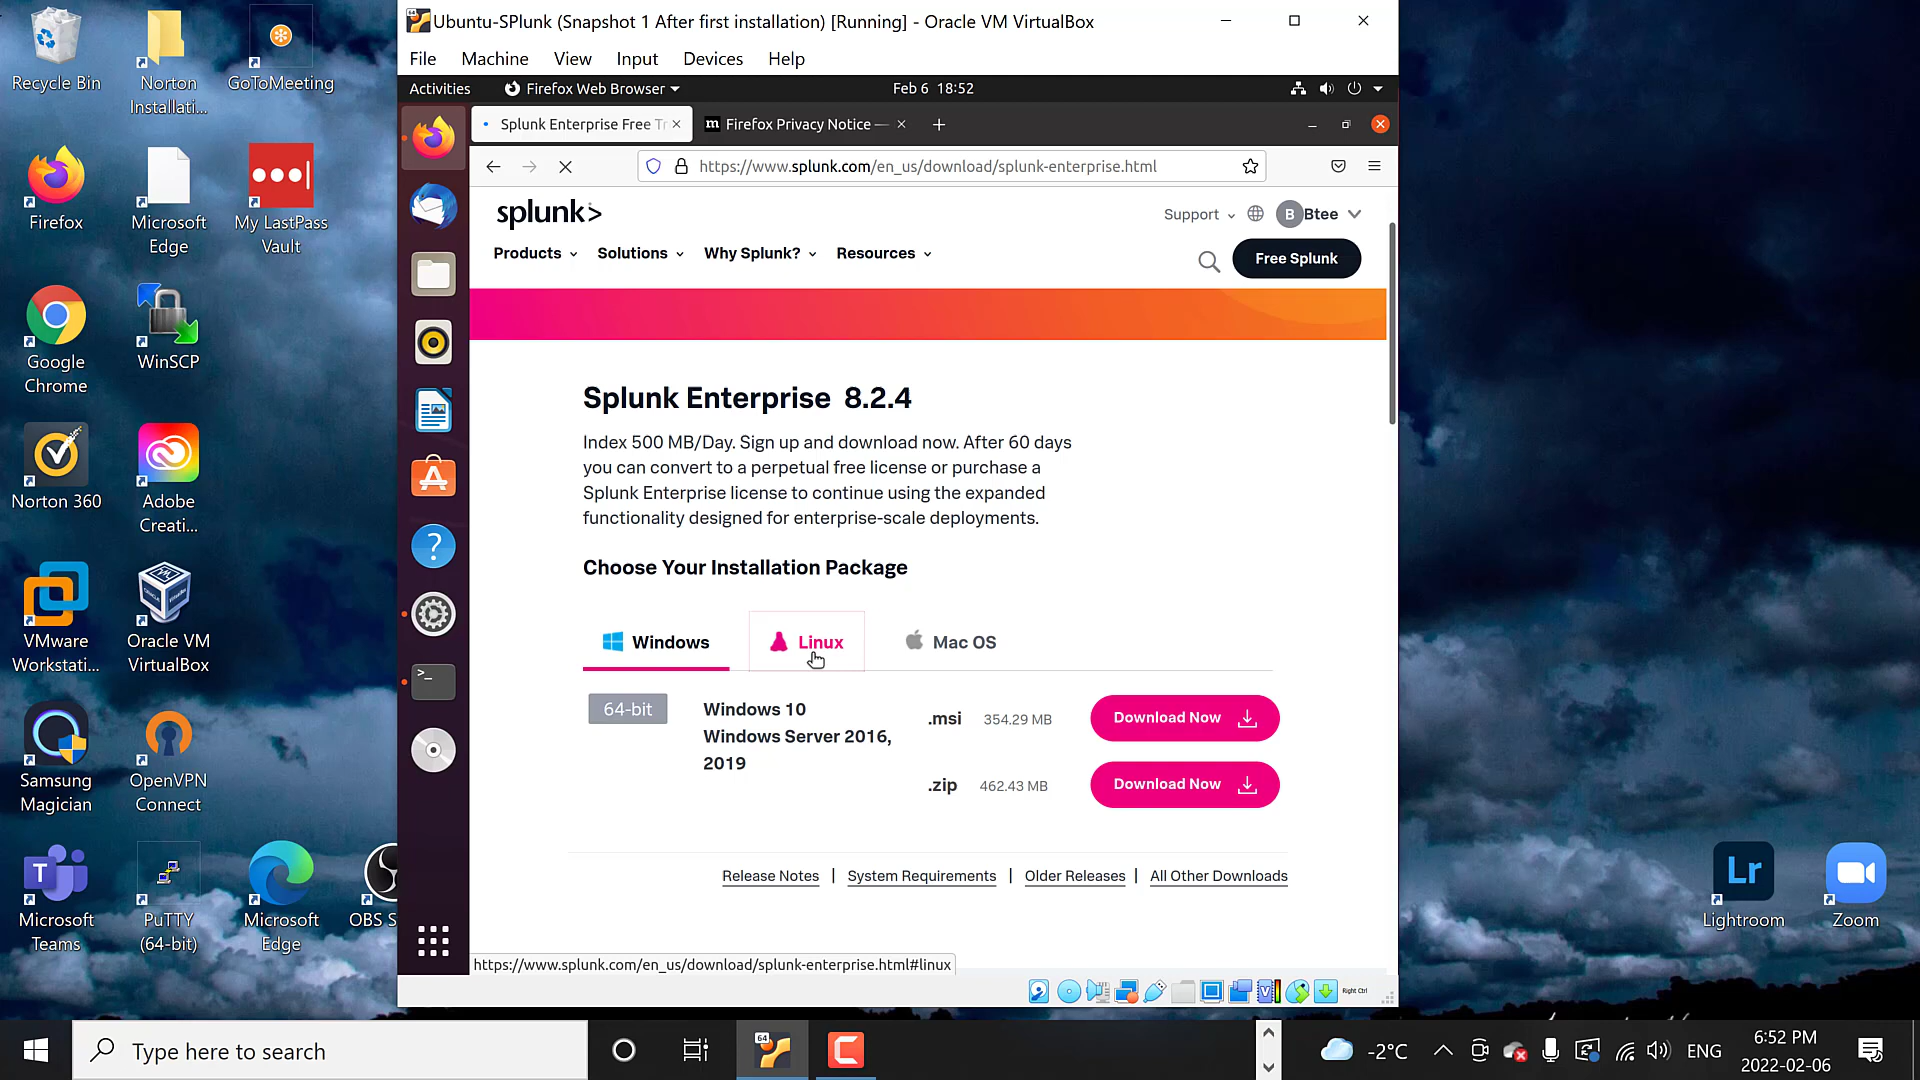 Ubuntu-SPlunk (Snapshot 1 After first installation) [Running] - Oracle VM VirtualBox
File Machine View Input Devices Help
Activities Firefox Web Browser Feb 6 18:52
Splunk Enterprise Free Tr Firefox Privacy Notice —
https://www.splunk.com/en_us/download/splunk-enterprise.html
splunk>
Support B Btee
Products Solutions Why Splunk? Resources
Free Splunk
Splunk Enterprise 8.2.4
Index 500 MB/Day. Sign up and download now. After 60 days
you can convert to a perpetual free license or purchase a
Splunk Enterprise license to continue using the expanded
functionality designed for enterprise-scale deployments.
Choose Your Installation Package
Windows Linux Mac OS
64-bit
Windows 10
Windows Server 2016,
2019
.msi 354.29 MB Download Now
.zip 462.43 MB Download Now
Release Notes | System Requirements | Older Releases | All Other Downloads
https://www.splunk.com/en_us/download/splunk-enterprise.html#linux
Right Ctrl
Recycle Bin
Norton
Installati...
GoToMeeting
Firefox
Microsoft
Edge
My LastPass
Vault
Google
Chrome
WinSCP
Norton 360
Adobe
Creati...
VMware
Workstati...
Oracle VM
VirtualBox
Samsung
Magician
OpenVPN
Connect
Microsoft
Teams
PuTTY
(64-bit)
Microsoft
Edge
OBS S
Lr
Lightroom
Zoom
Type here to search
64
-2°C
ENG
6:52 PM
2022-02-06